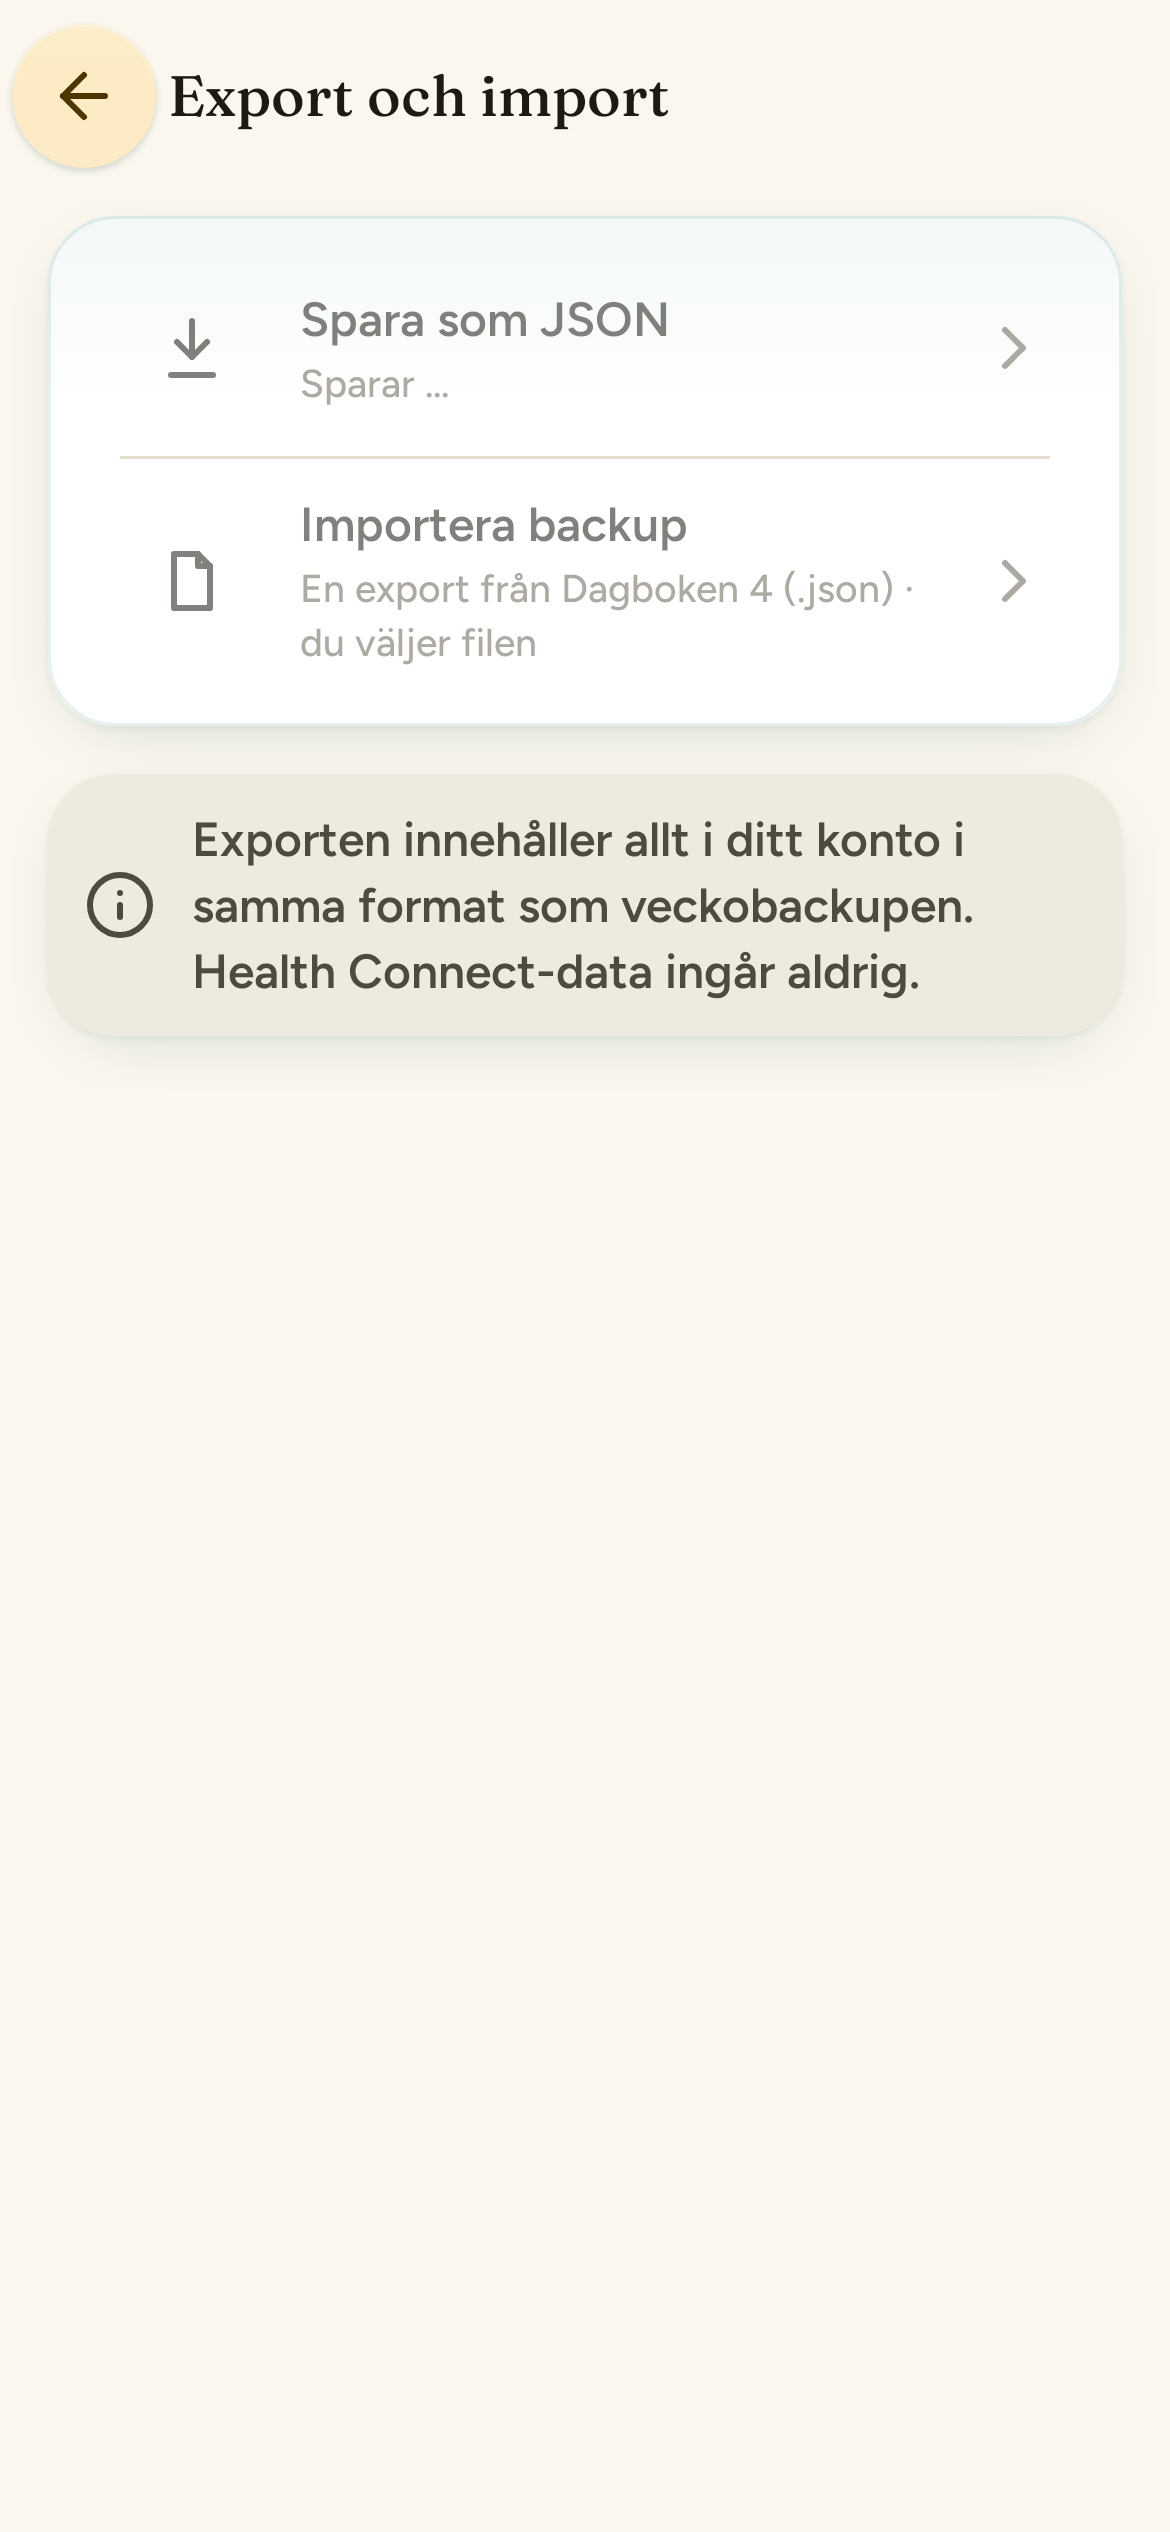 Export och import
Spara som JSON
Sparar ...
Importera backup
En export från Dagboken 4 (.json) ·
du väljer filen
Exporten innehåller allt i ditt konto i
samma format som veckobackupen.
Health Connect-data ingår aldrig.